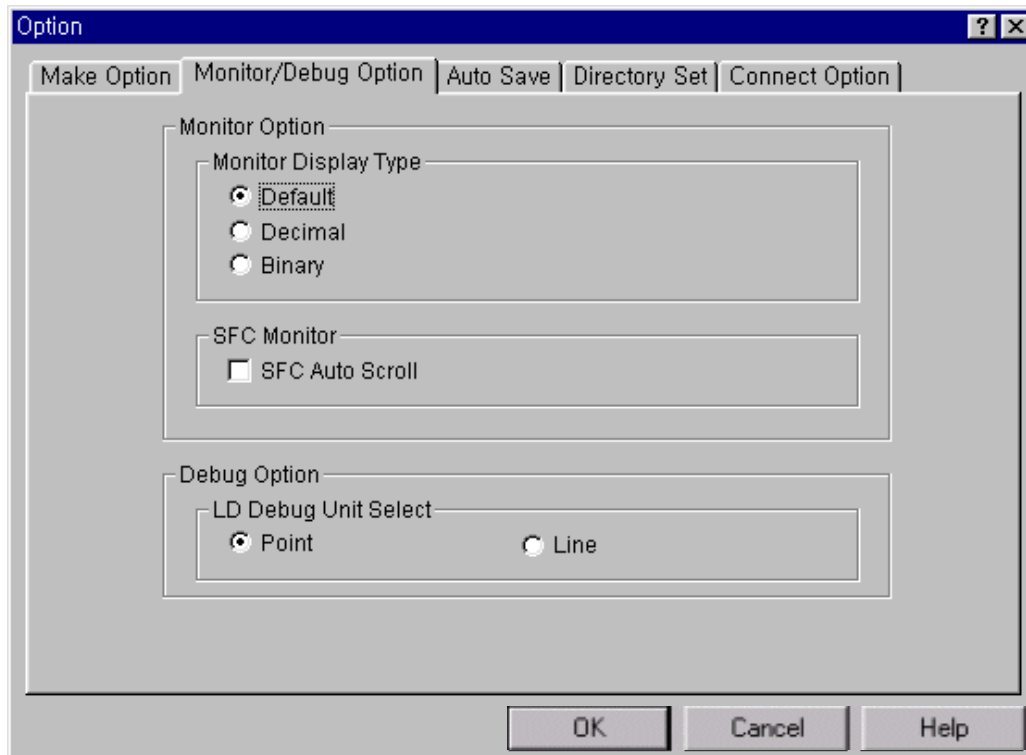 Option
Make Option Monitor/Debug Option Auto Save Directory Set Connect Option
Monitor Option
Monitor Display Type
Default
Decimal
Binary
SFC Monitor
SFC Auto Scroll
Debug Option
LD Debug Unit Select
Point Line
OK Cancel Help